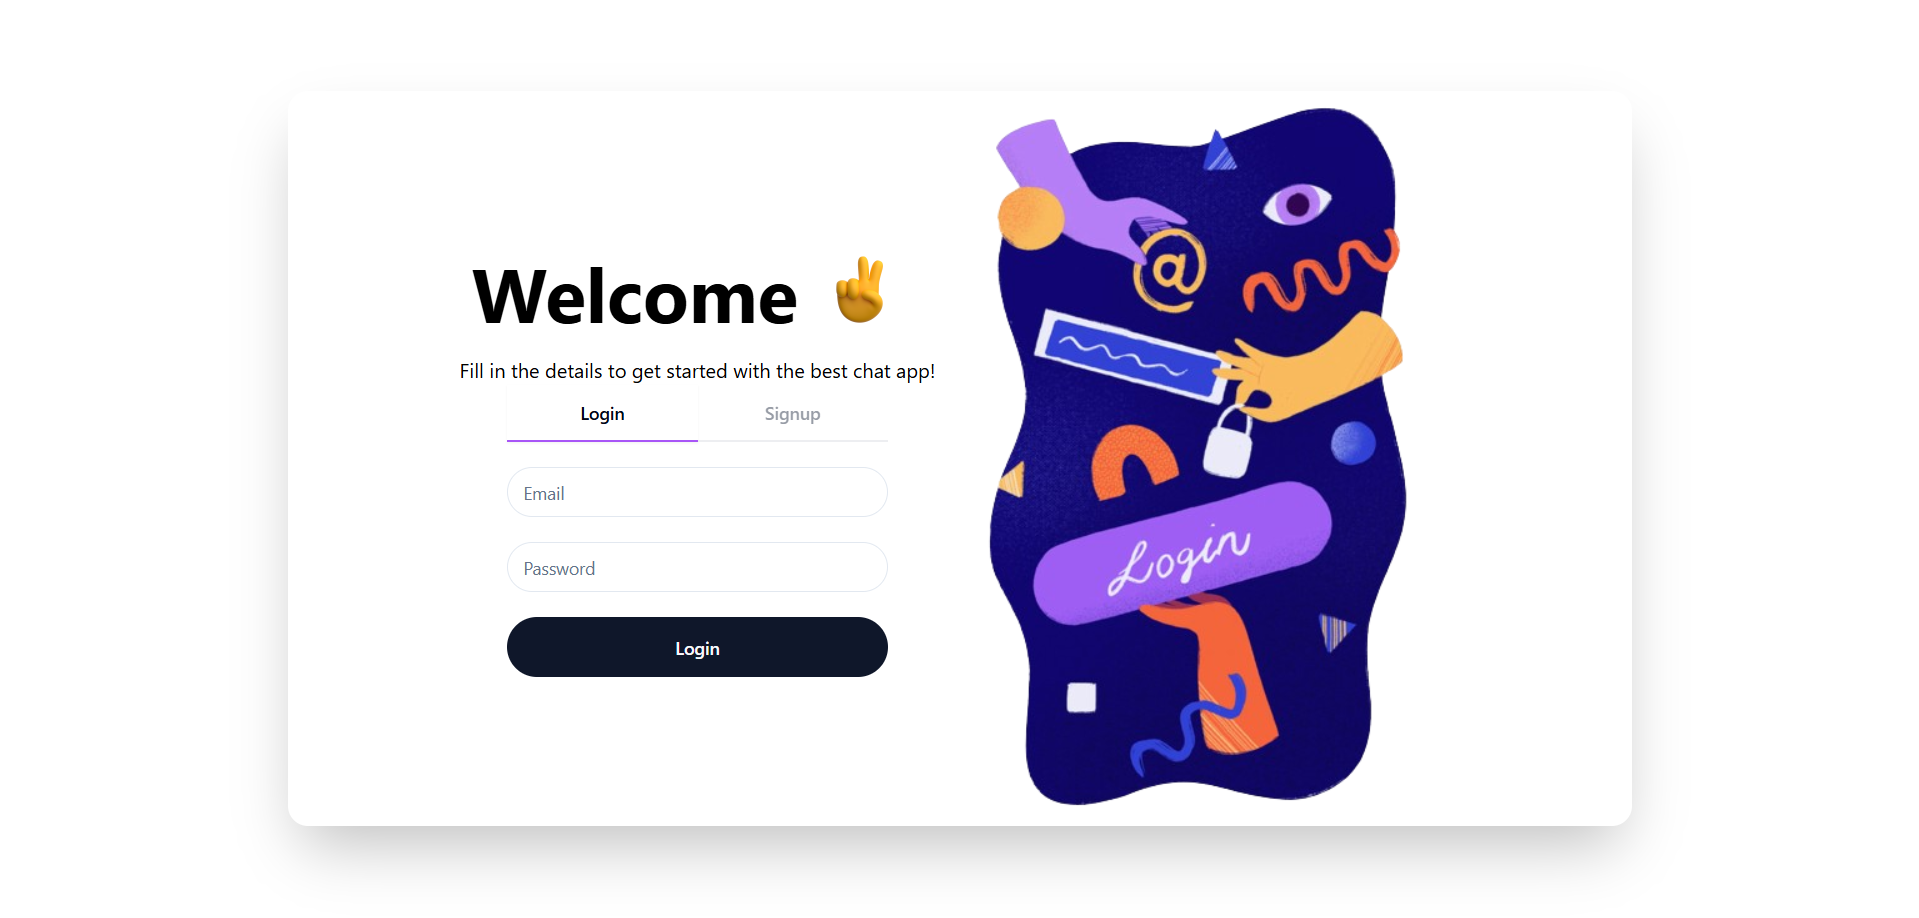 Welcome ✌
Fill in the details to get started with the best chat app!
Login Signup
Email
Password
Login
@
Login